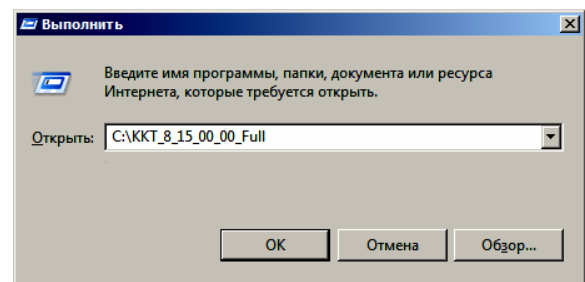 Выполнить
Введите имя программы, папки, документа или ресурса
Интернета, которые требуется открыть.
Открыть: C:\KKT_8_15_00_00_Full
OK Отмена Обзор...